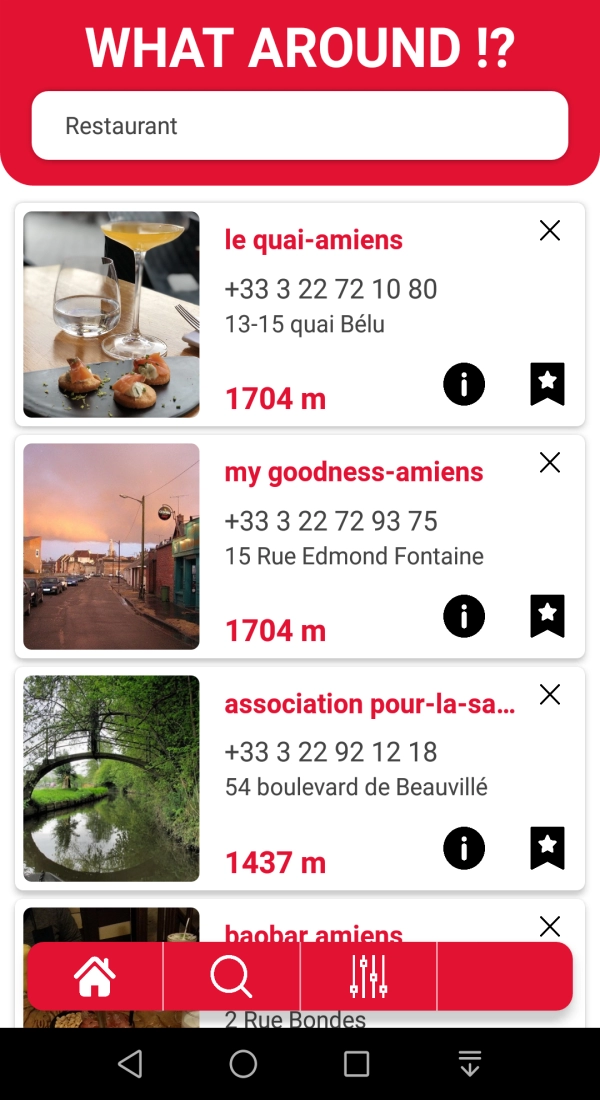 WHAT AROUND !?
Restaurant
le quai-amiens
+33 3 22 72 10 80
13-15 quai Bélu
1704 m
my goodness-amiens
+33 3 22 72 93 75
15 Rue Edmond Fontaine
1704 m
association pour-la-sa...
+33 3 22 92 12 18
54 boulevard de Beauvillé
1437 m
baobar amiens
2 Rue Bondes